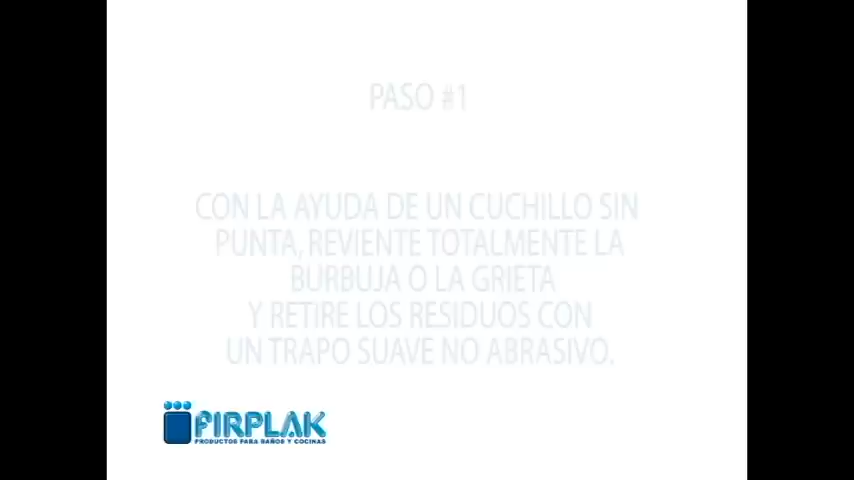 PASO #1
CON LA AYUDA DE UN CUCHILLO SIN
PUNTA, REVIENTE TOTALMENTE LA
BURBUJA O LA GRIETA
Y RETIRE LOS RESIDUOS CON
UN TRAPO SUAVE NO ABRASIVO.
FIRPLAK
PRODUCTOS PARA BAÑOS Y COCINAS